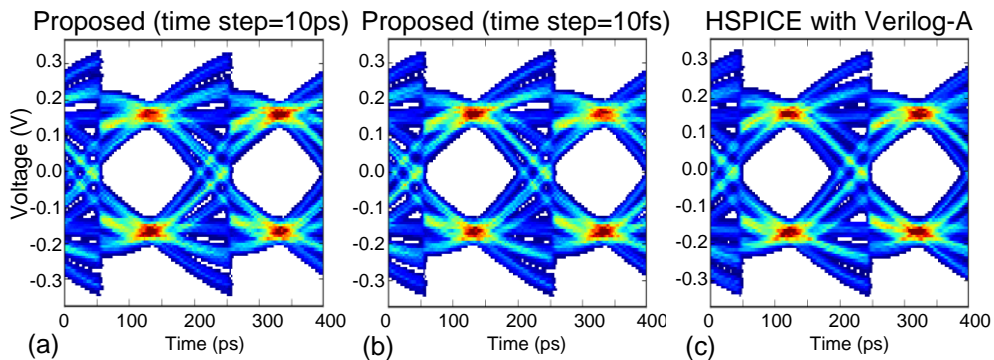 Proposed (time step=10ps)
Proposed (time step=10fs)
HSPICE with Verilog-A
Voltage (V)
0.3
0.2
0.1
0.0
-0.1
-0.2
-0.3
0.3
0.2
0.1
0.0
-0.1
-0.2
-0.3
0.3
0.2
0.1
0.0
-0.1
-0.2
-0.3
0 100 200 300 400
0 100 200 300 400
0 100 200 300 400
(a) Time (ps)
(b) Time (ps)
(c) Time (ps)